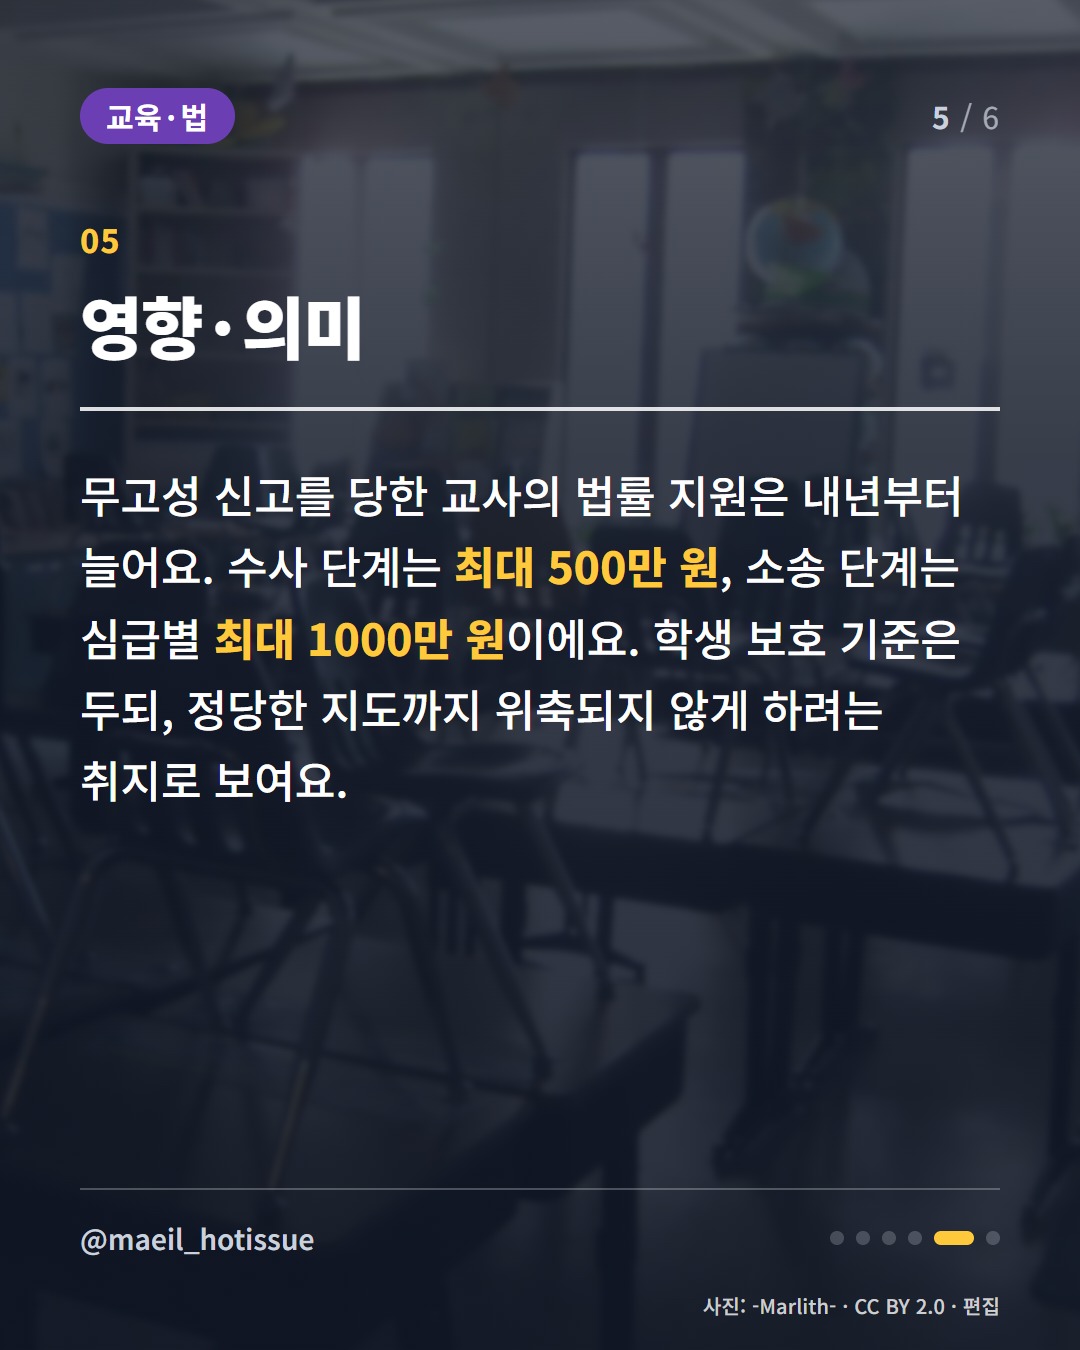 교육·법
5 / 6
05
영향·의미
무고성 신고를 당한 교사의 법률 지원은 내년부터
늘어요. 수사 단계는 최대 500만 원, 소송 단계는
심급별 최대 1000만 원이에요. 학생 보호 기준은
두되, 정당한 지도까지 위축되지 않게 하려는
취지로 보여요.
@maeil_hotissue
사진: -Marlith- · CC BY 2.0 · 편집